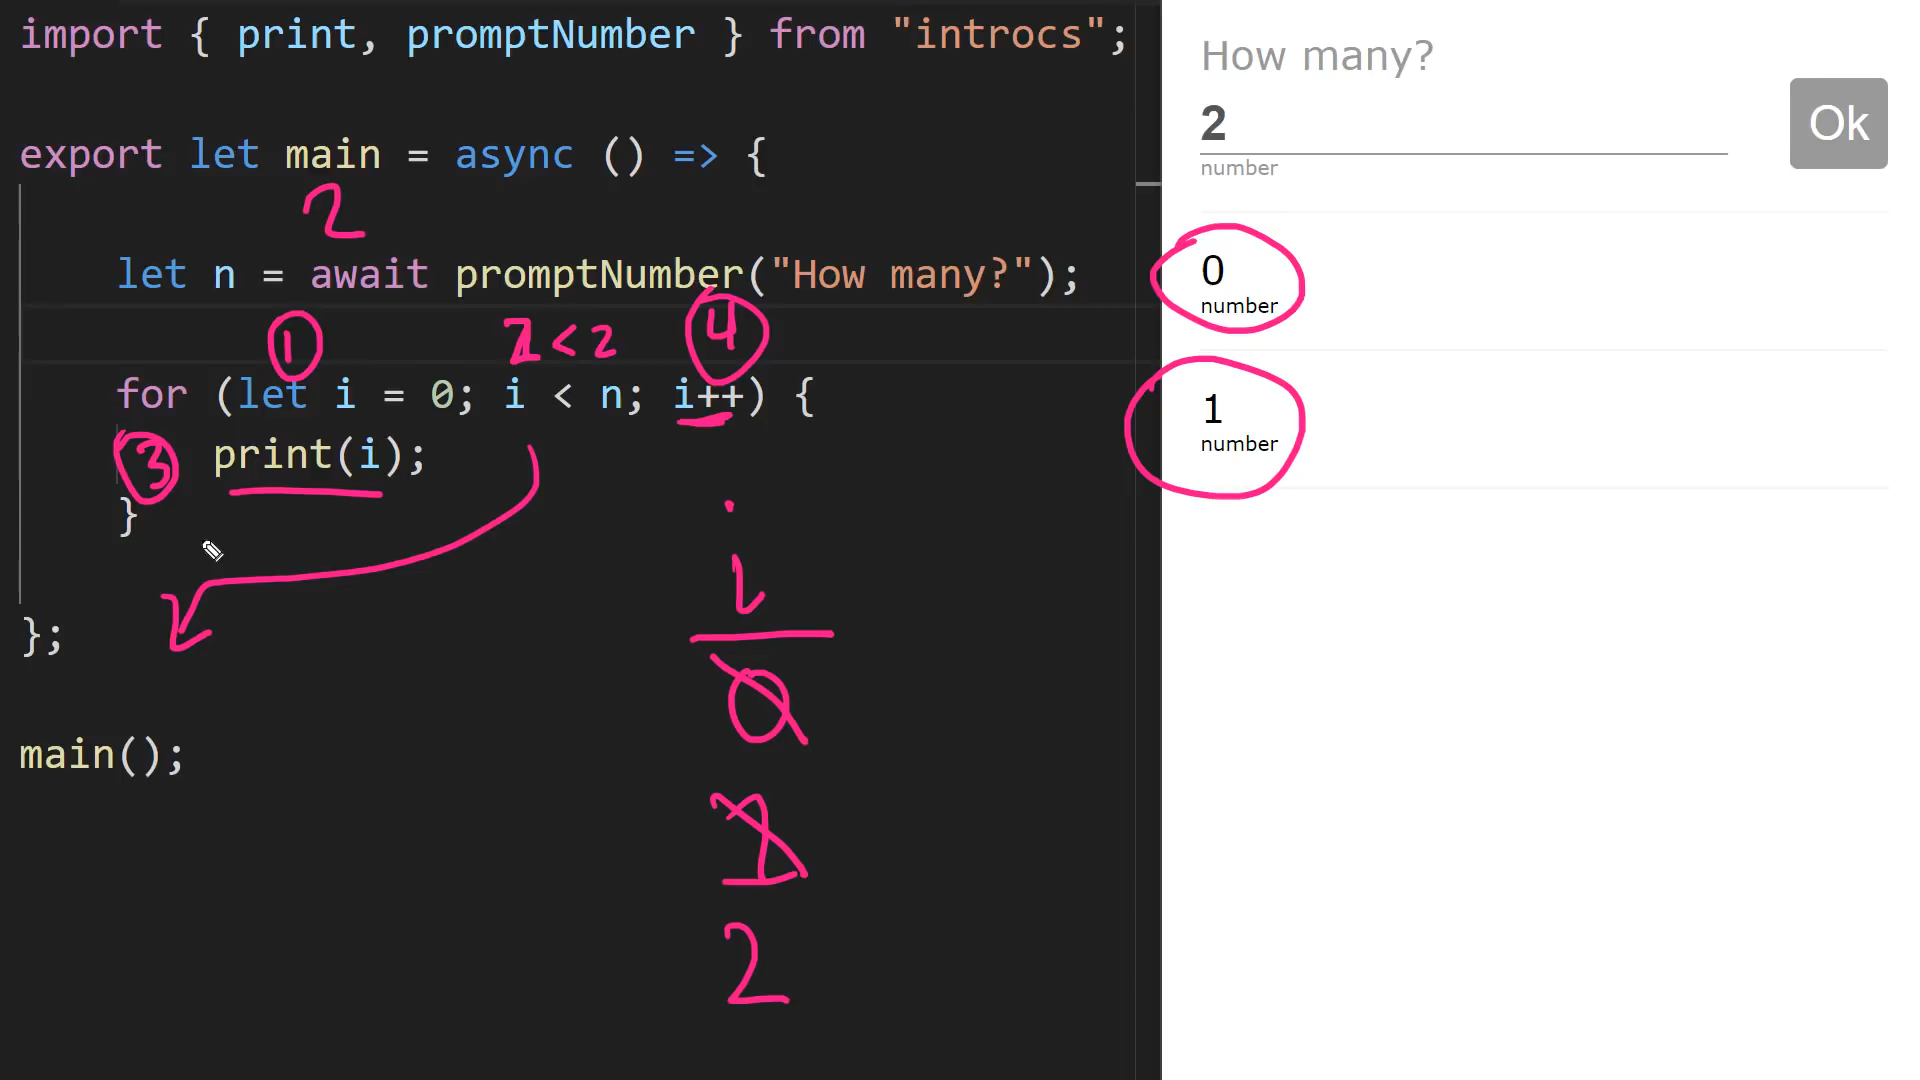 import { print, promptNumber } from "introcs";
export let main = async () => {
2
let n = await promptNumber("How many?");
1
< 2
4
for (let i = 0; i < n; i++) {
3
print(i);
}
};
main();
i
0
1
2
How many?
2
number
Ok
0
number
1
number